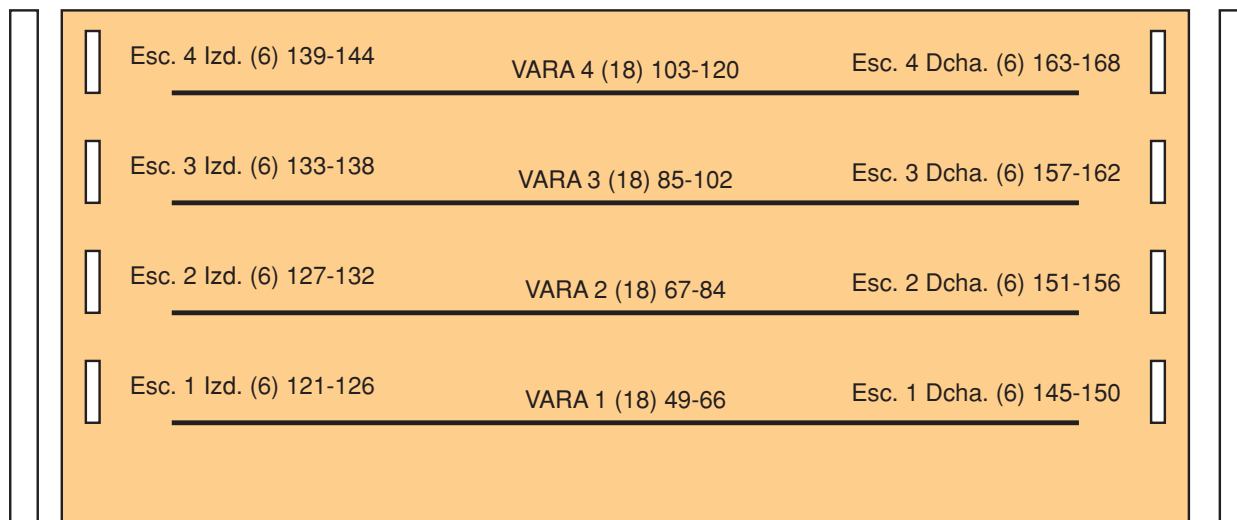 Esc. 4 Izd. (6) 139-144
VARA 4 (18) 103-120
Esc. 4 Dcha. (6) 163-168
Esc. 3 Izd. (6) 133-138
VARA 3 (18) 85-102
Esc. 3 Dcha. (6) 157-162
Esc. 2 Izd. (6) 127-132
VARA 2 (18) 67-84
Esc. 2 Dcha. (6) 151-156
Esc. 1 Izd. (6) 121-126
VARA 1 (18) 49-66
Esc. 1 Dcha. (6) 145-150